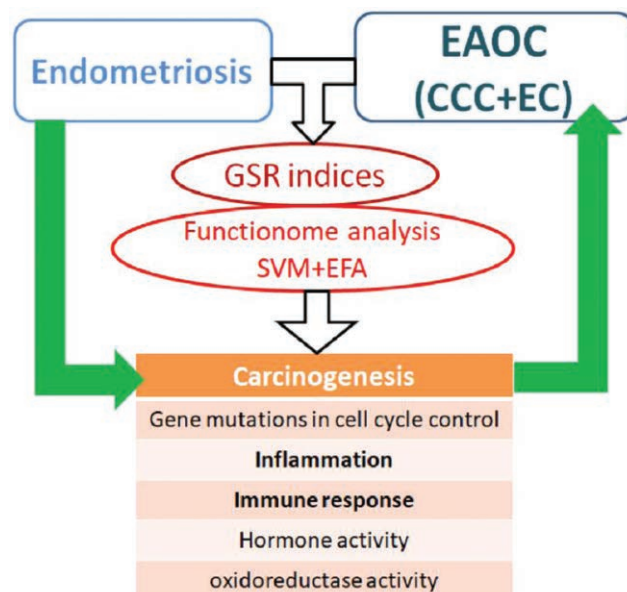 Endometriosis
EAOC
(CCC+EC)
GSR indices
Functionome analysis
SVM+EFA
Carcinogenesis
Gene mutations in cell cycle control
Inflammation
Immune response
Hormone activity
oxidoreductase activity